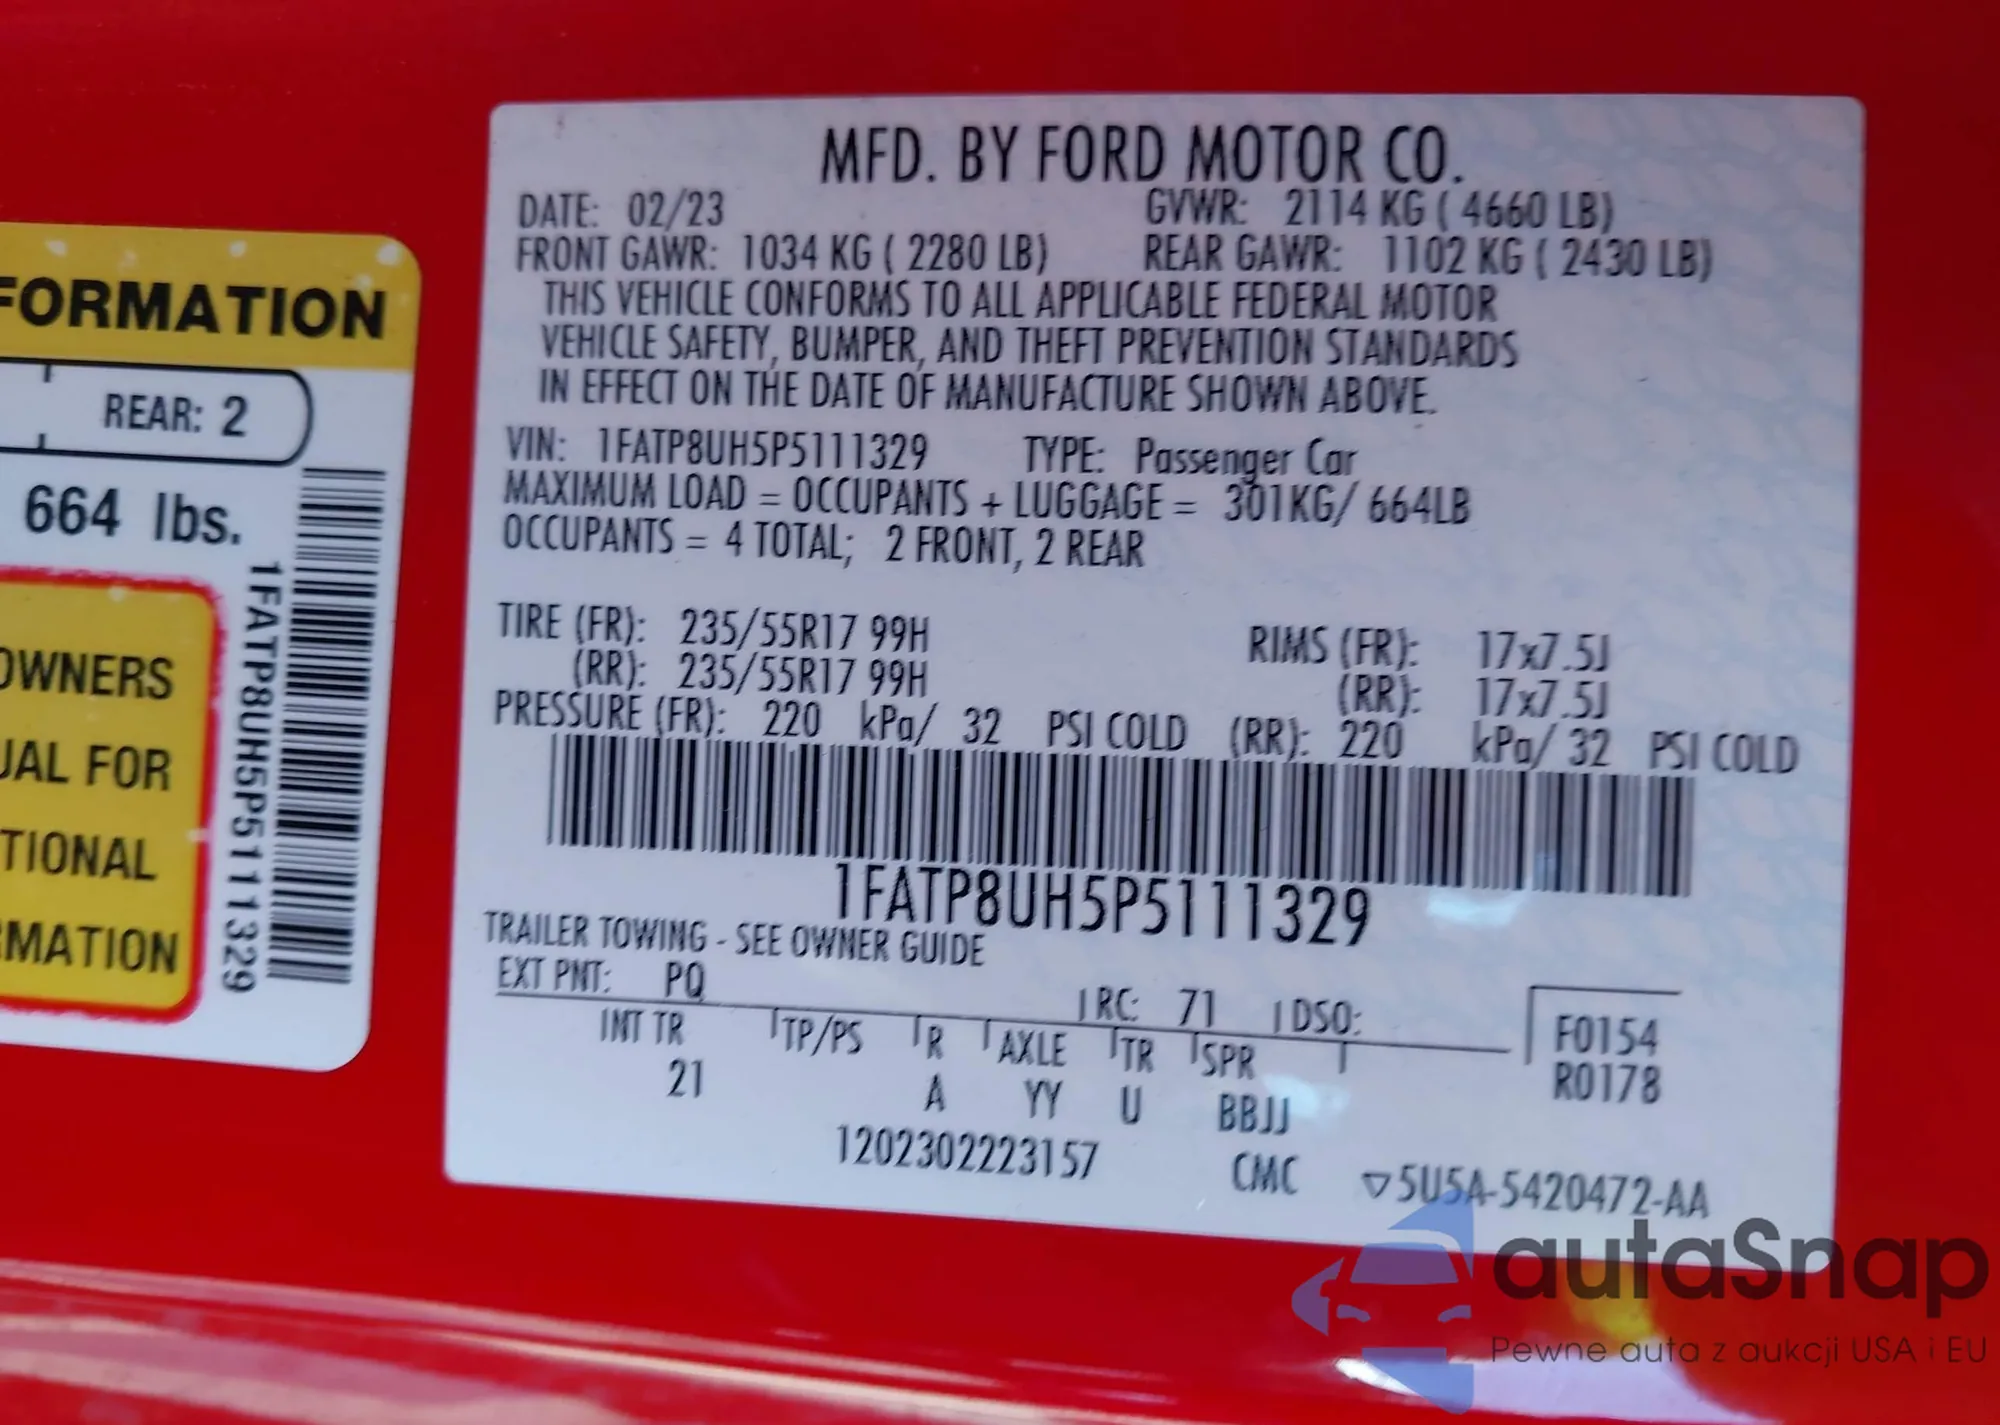 FORMATION
REAR: 2
664 lbs.
1FATP8UH5P5111329
OWNERS
UAL FOR
TIONAL
RMATION
MFD. BY FORD MOTOR CO.
DATE: 02/23 GVWR: 2114 KG ( 4660 LB)
FRONT GAWR: 1034 KG ( 2280 LB) REAR GAWR: 1102 KG ( 2430 LB)
THIS VEHICLE CONFORMS TO ALL APPLICABLE FEDERAL MOTOR
VEHICLE SAFETY, BUMPER, AND THEFT PREVENTION STANDARDS
IN EFFECT ON THE DATE OF MANUFACTURE SHOWN ABOVE.
VIN: 1FATP8UH5P5111329 TYPE: Passenger Car
MAXIMUM LOAD = OCCUPANTS + LUGGAGE = 301KG/ 664LB
OCCUPANTS = 4 TOTAL; 2 FRONT, 2 REAR
TIRE (FR): 235/55R17 99H RIMS (FR): 17x7.5J
(RR): 235/55R17 99H (RR): 17x7.5J
PRESSURE (FR): 220 kPa/ 32 PSI COLD (RR): 220 kPa/ 32 PSI COLD
1FATP8UH5P5111329
TRAILER TOWING - SEE OWNER GUIDE
EXT PNT: PQ RC: 71 DSO:
INT TR TP/PS R AXLE TR SPR F0154
21 A YY U BBJJ R0178
1202302223157 CMC ▽5U5A-5420472-AA
autaSnap
Pewne auta z aukcji USA i EU